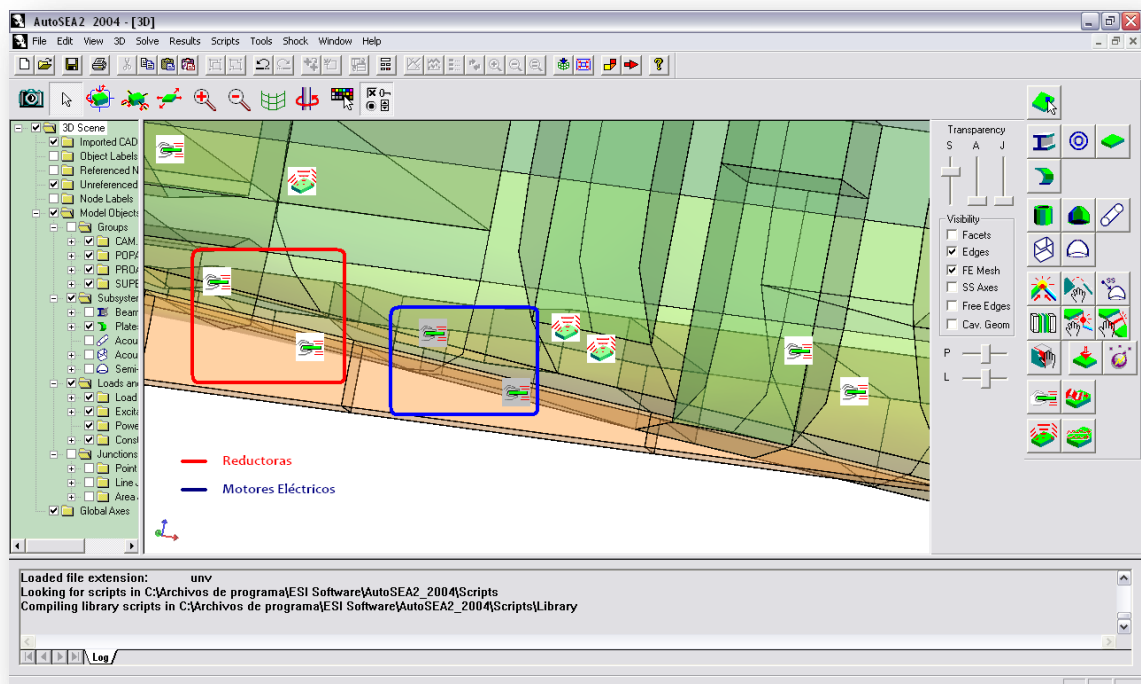 AutoSEA2 2004 - [3D]
File Edit View 3D Solve Results Scripts Tools Shock Window Help
3D Scene
Imported CAD
Object Labels
Referenced N
Unreferenced
Node Labels
Model Objects
Groups
CAM.
POPA
PROA
SUPE
Subsyster
Beam
Plate
Acou
Acou
Semi-
Loads and
Load
Excita
Powe
Const
Junctions
Point
Line J
Area
Global Axes
Reductoras
Motores Eléctricos
Transparency
S A J
Visibility
Facets
Edges
FE Mesh
SS Axes
Free Edges
Cav. Geom
P
L
SS
Loaded file extension: unv
Looking for scripts in C:\Archivos de programa\ESI Software\AutoSEA2_2004\Scripts
Compiling library scripts in C:\Archivos de programa\ESI Software\AutoSEA2_2004\Scripts\Library
Log